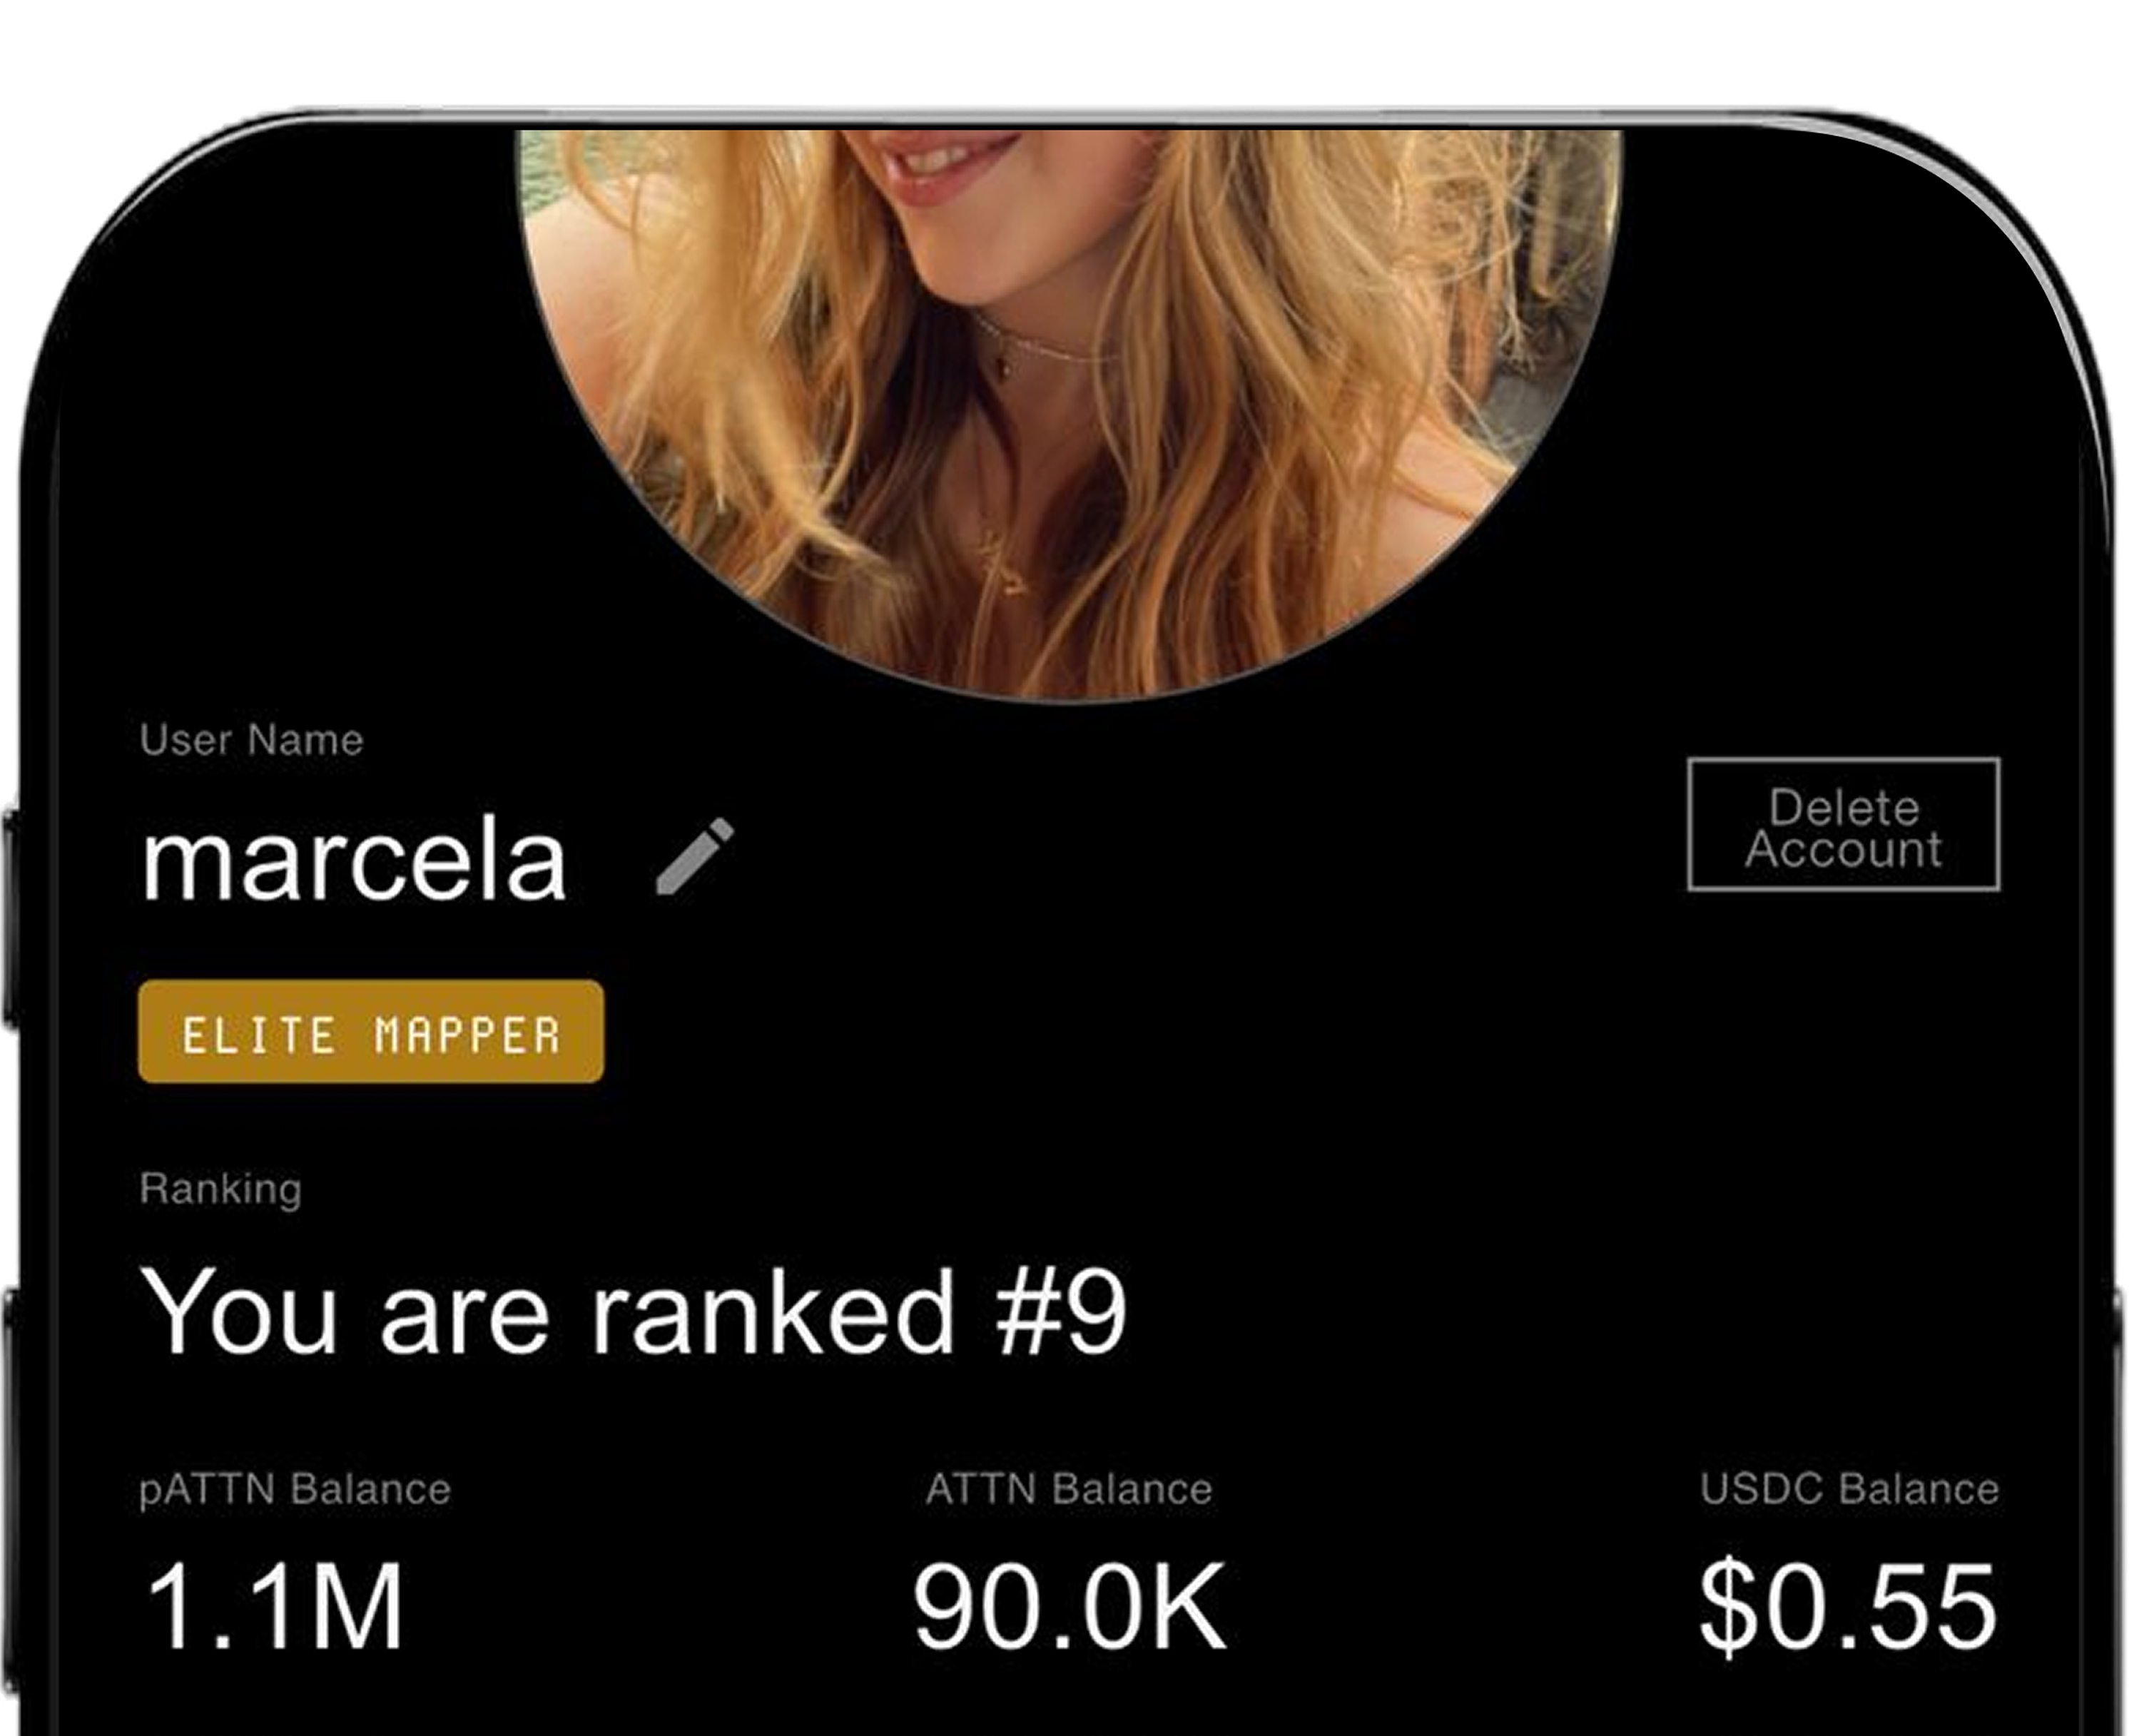 User Name
marcela
Delete
Account
ELITE MAPPER
Ranking
You are ranked #9
pATTN Balance
ATTN Balance
USDC Balance
1.1M
90.0K
$0.55